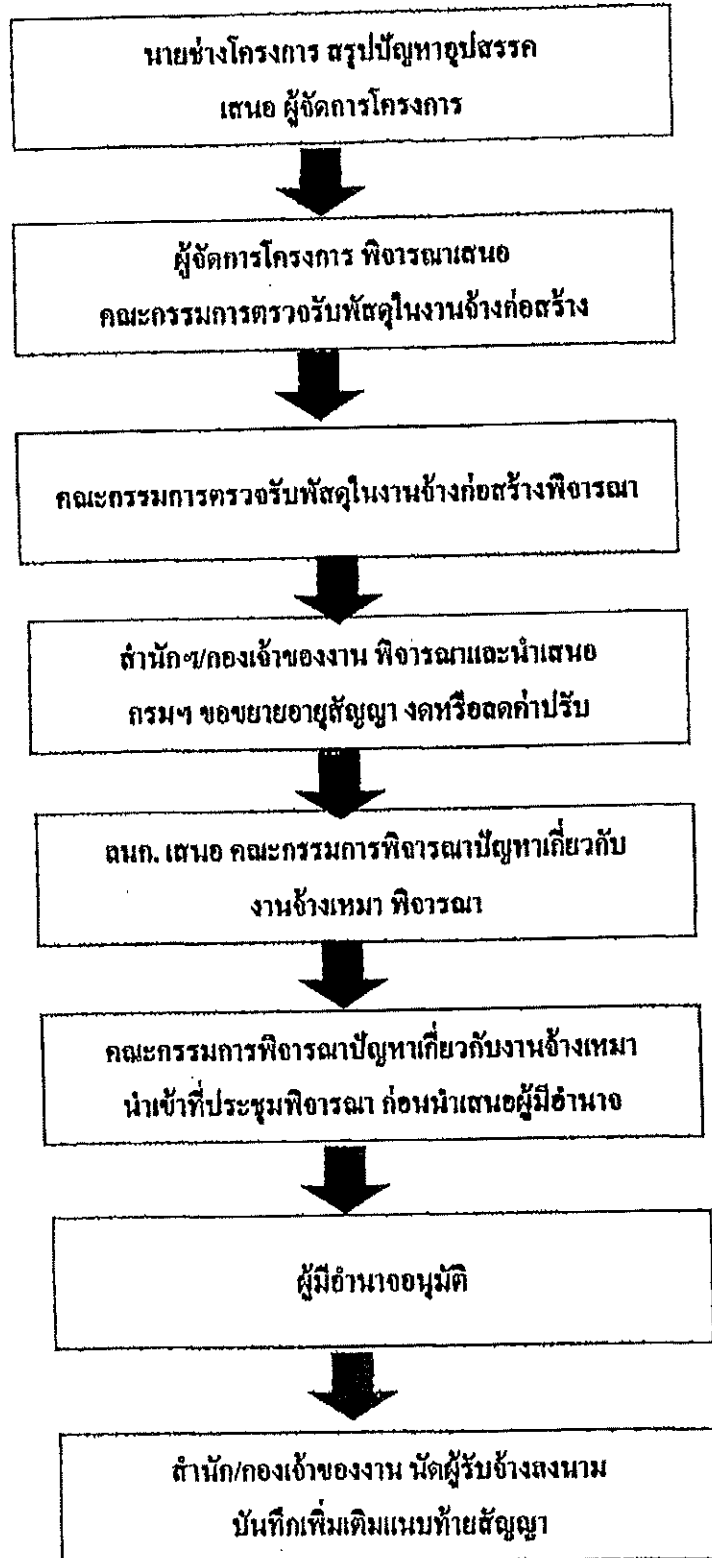 นายช่างโครงการ สรุปปัญหาอุปสรรค
เสนอ ผู้จัดการโครงการ
ผู้จัดการโครงการ พิจารณาเสนอ
คณะกรรมการตรวจรับพัสดุในงานจ้างก่อสร้าง
คณะกรรมการตรวจรับพัสดุในงานจ้างก่อสร้างพิจารณา
สำนักฯ/กองเจ้าของงาน พิจารณาและนำเสนอ
กรมฯ ขอขยายอายุสัญญา งดหรือลดค่าปรับ
ลนก. เสนอ คณะกรรมการพิจารณาปัญหาเกี่ยวกับ
งานจ้างเหมา พิจารณา
คณะกรรมการพิจารณาปัญหาเกี่ยวกับงานจ้างเหมา
นำเข้าที่ประชุมพิจารณา ก่อนนำเสนอผู้มีอำนาจ
ผู้มีอำนาจอนุมัติ
สำนัก/กองเจ้าของงาน นัดผู้รับจ้างลงนาม
บันทึกเพิ่มเติมแนบท้ายสัญญา